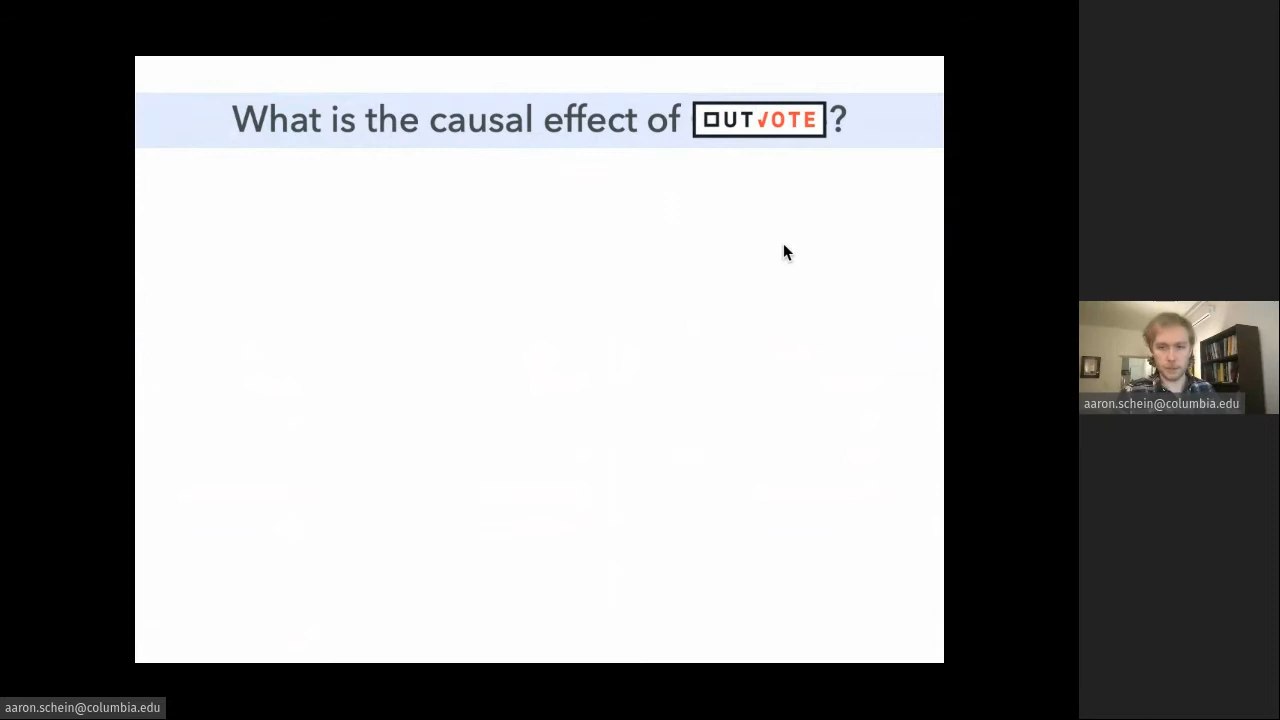 What is the causal effect of OUTVOTE?
aaron.schein@columbia.edu
aaron.schein@columbia.edu